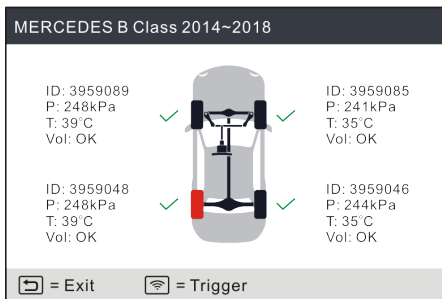 MERCEDES B Class 2014~2018
ID: 3959089
P: 248kPa
T: 39°C
Vol: OK
ID: 3959085
P: 241kPa
T: 35°C
Vol: OK
ID: 3959048
P: 248kPa
T: 39°C
Vol: OK
ID: 3959046
P: 244kPa
T: 35°C
Vol: OK
= Exit
= Trigger